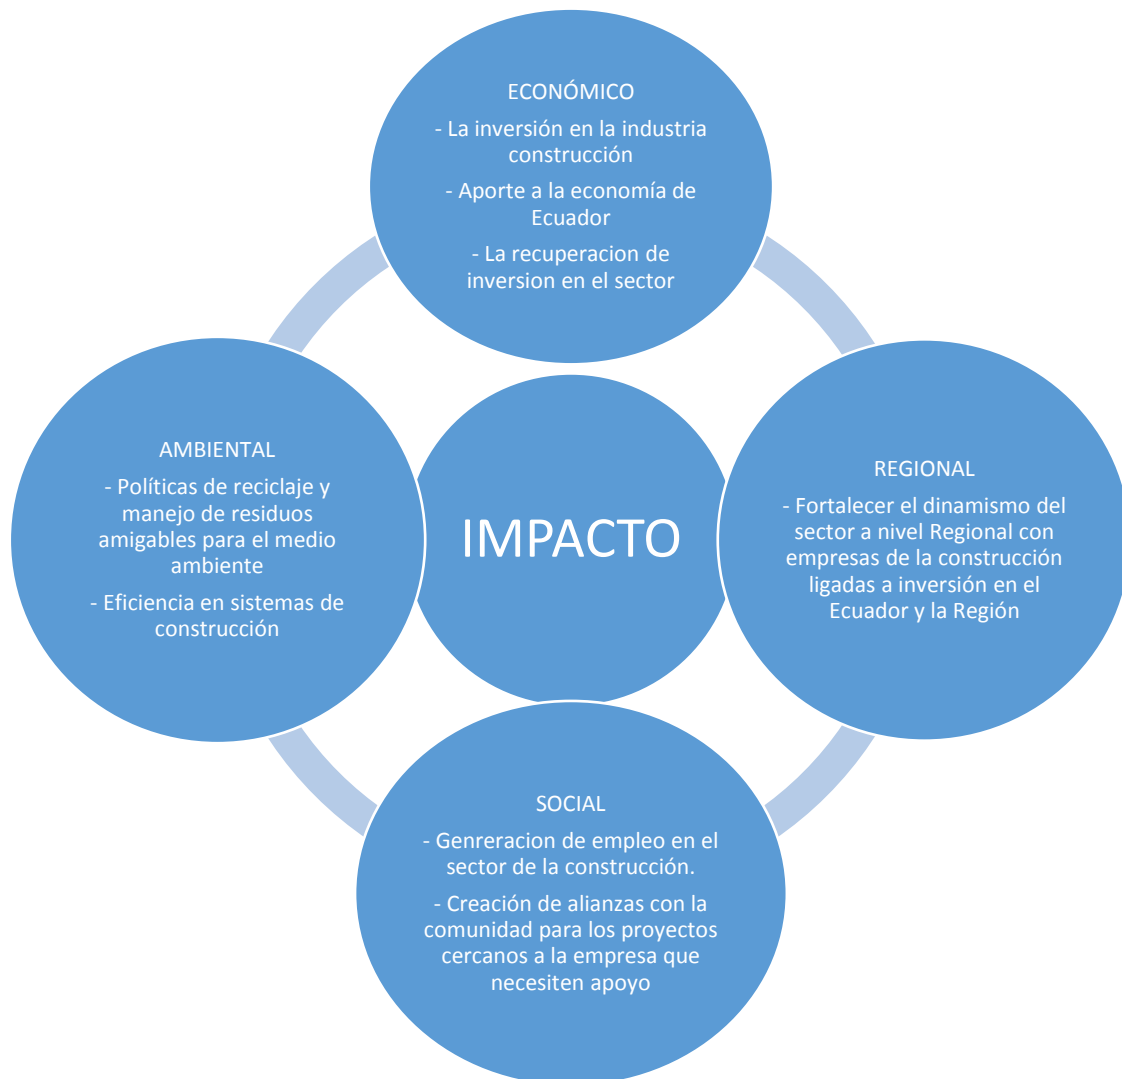 ECONÓMICO
- La inversión en la industria
construcción
- Aporte a la economía de
Ecuador
- La recuperacion de
inversion en el sector
AMBIENTAL
- Políticas de reciclaje y
manejo de residuos
amigables para el medio
ambiente
- Eficiencia en sistemas de
construcción
IMPACTO
REGIONAL
- Fortalecer el dinamismo del
sector a nivel Regional con
empresas de la construcción
ligadas a inversión en el
Ecuador y la Región
SOCIAL
- Genreracion de empleo en el
sector de la construcción.
- Creación de alianzas con la
comunidad para los proyectos
cercanos a la empresa que
necesiten apoyo